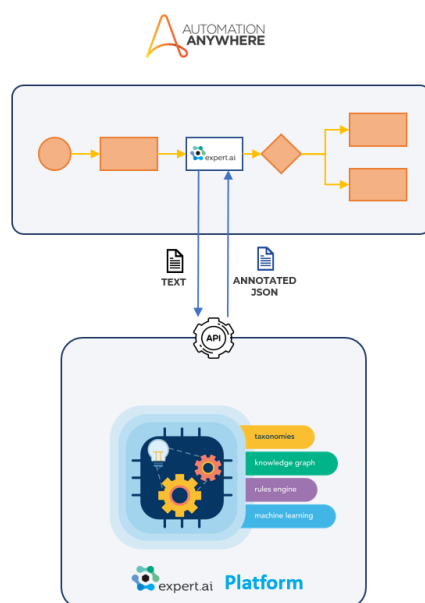 AUTOMATION
ANYWHERE
expert.ai
TEXT
ANNOTATED
JSON
API
taxonomies
knowledge graph
rules engine
machine learning
expert.ai Platform